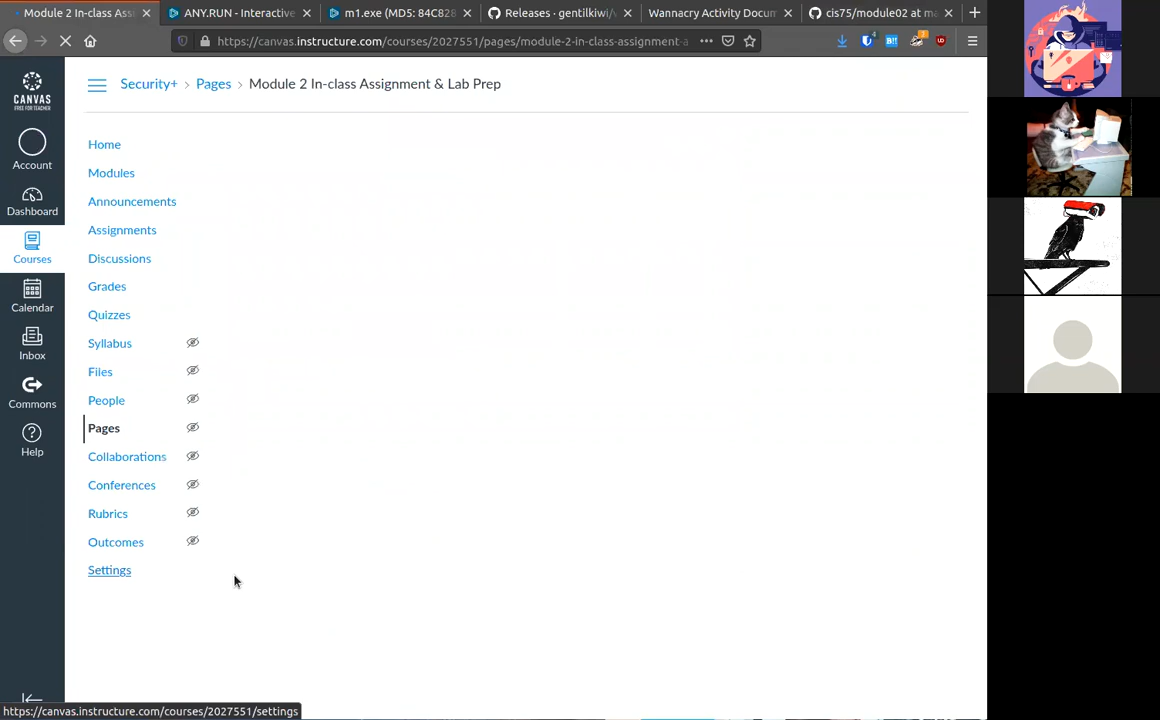 Module 2 In-class Ass
ANY.RUN - Interactive
m1.exe (MD5: 84C828
Releases · gentilkiwi/
Wannacry Activity Docum
cis75/module02 at ma
https://canvas.instructure.com/courses/2027551/pages/module-2-in-class-assignment-a
Security+ > Pages > Module 2 In-class Assignment & Lab Prep
CANVAS
FREE FOR TEACHER
Account
Dashboard
Courses
Calendar
Inbox
Commons
Help
Home
Modules
Announcements
Assignments
Discussions
Grades
Quizzes
Syllabus
Files
People
Pages
Collaborations
Conferences
Rubrics
Outcomes
Settings
https://canvas.instructure.com/courses/2027551/settings